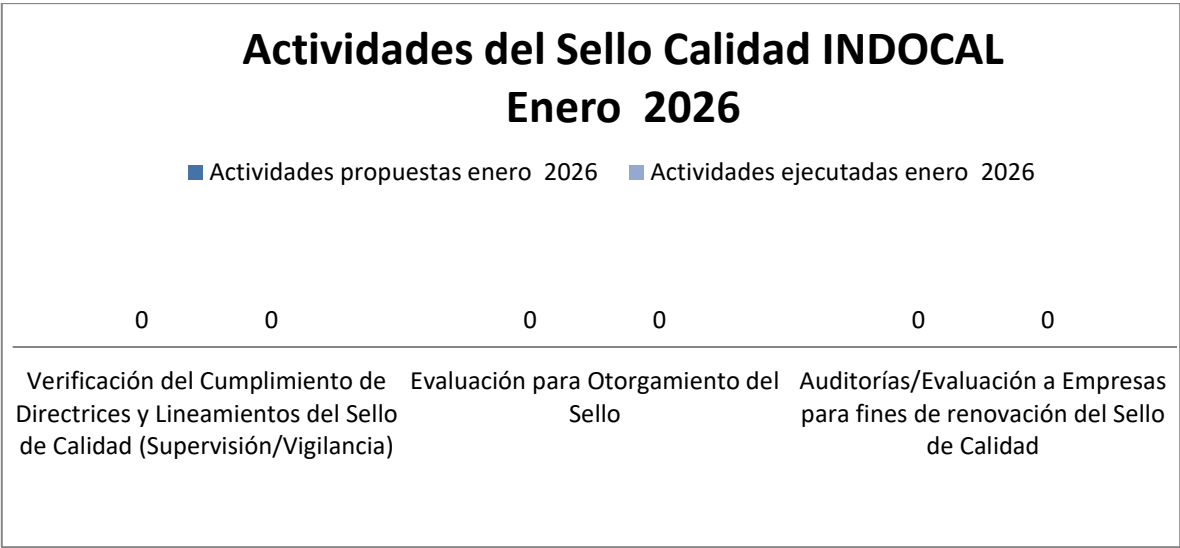 Actividades del Sello Calidad INDOCAL
Enero  2026
Actividades propuestas enero  2026 Actividades ejecutadas enero  2026
0 0 0 0 0 0
Verificación del Cumplimiento de
Directrices y Lineamientos del Sello
de Calidad (Supervisión/Vigilancia)
Evaluación para Otorgamiento del
Sello
Auditorías/Evaluación a Empresas
para fines de renovación del Sello
de Calidad